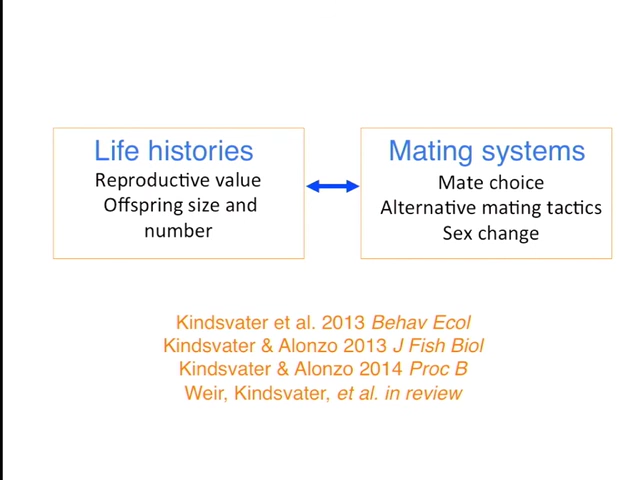 Life histories
Reproductive value
Offspring size and
number
Mating systems
Mate choice
Alternative mating tactics
Sex change
Kindsvater et al. 2013 Behav Ecol
Kindsvater & Alonzo 2013 J Fish Biol
Kindsvater & Alonzo 2014 Proc B
Weir, Kindsvater, et al. in review